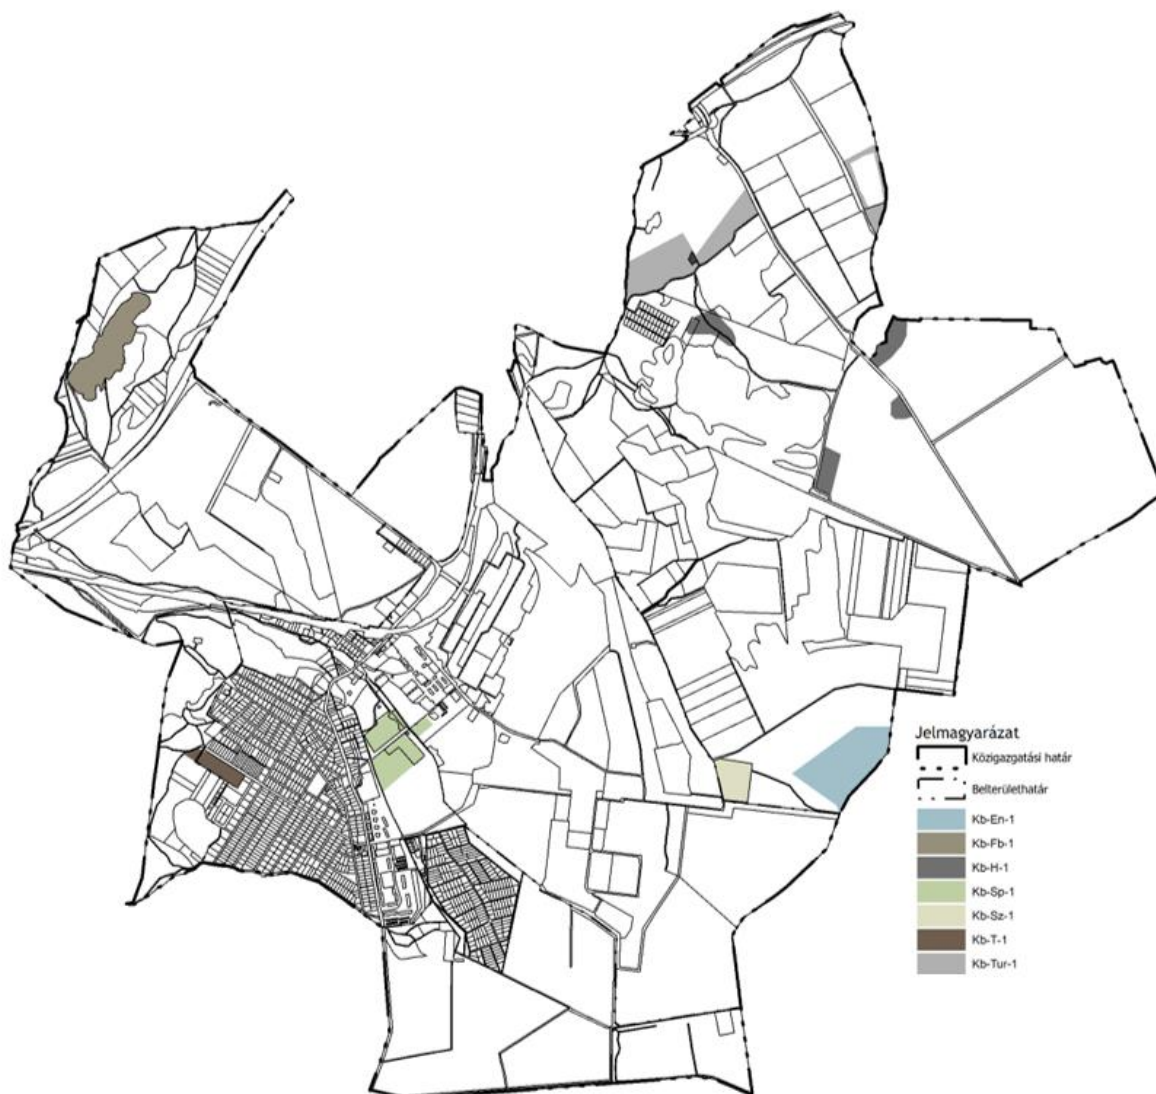 Jelmagyarázat
Közigazgatási határ
Belterülethatár
Kb-En-1
Kb-Fb-1
Kb-H-1
Kb-Sp-1
Kb-Sz-1
Kb-T-1
Kb-Tur-1